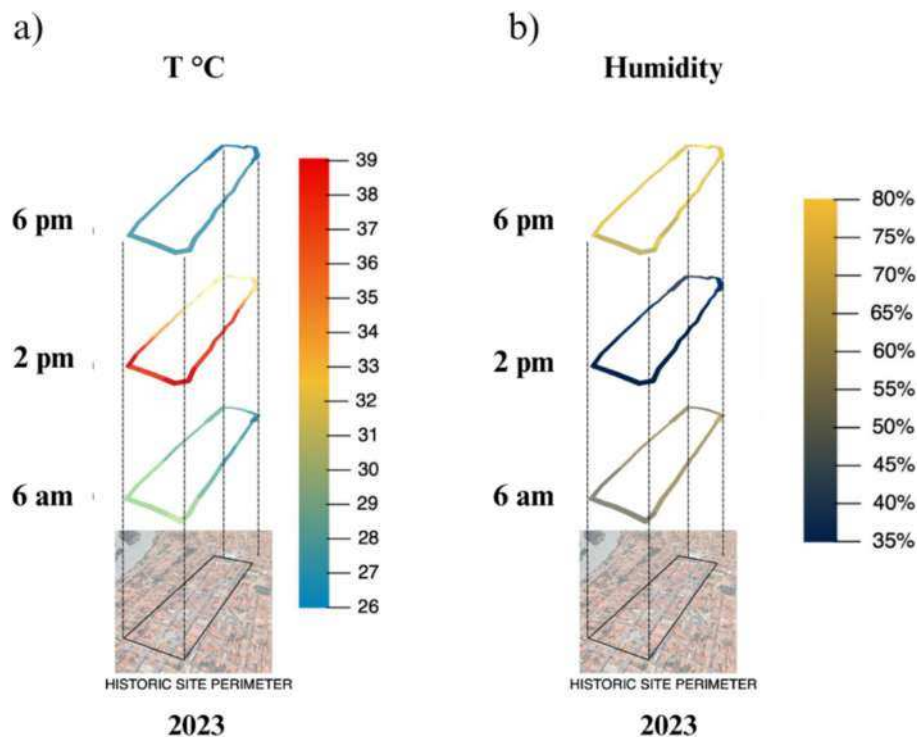 a)
T °C
6 pm
2 pm
6 am
39
38
37
36
35
34
33
32
31
30
29
28
27
26
HISTORIC SITE PERIMETER
2023
b)
Humidity
6 pm
2 pm
6 am
80%
75%
70%
65%
60%
55%
50%
45%
40%
35%
HISTORIC SITE PERIMETER
2023